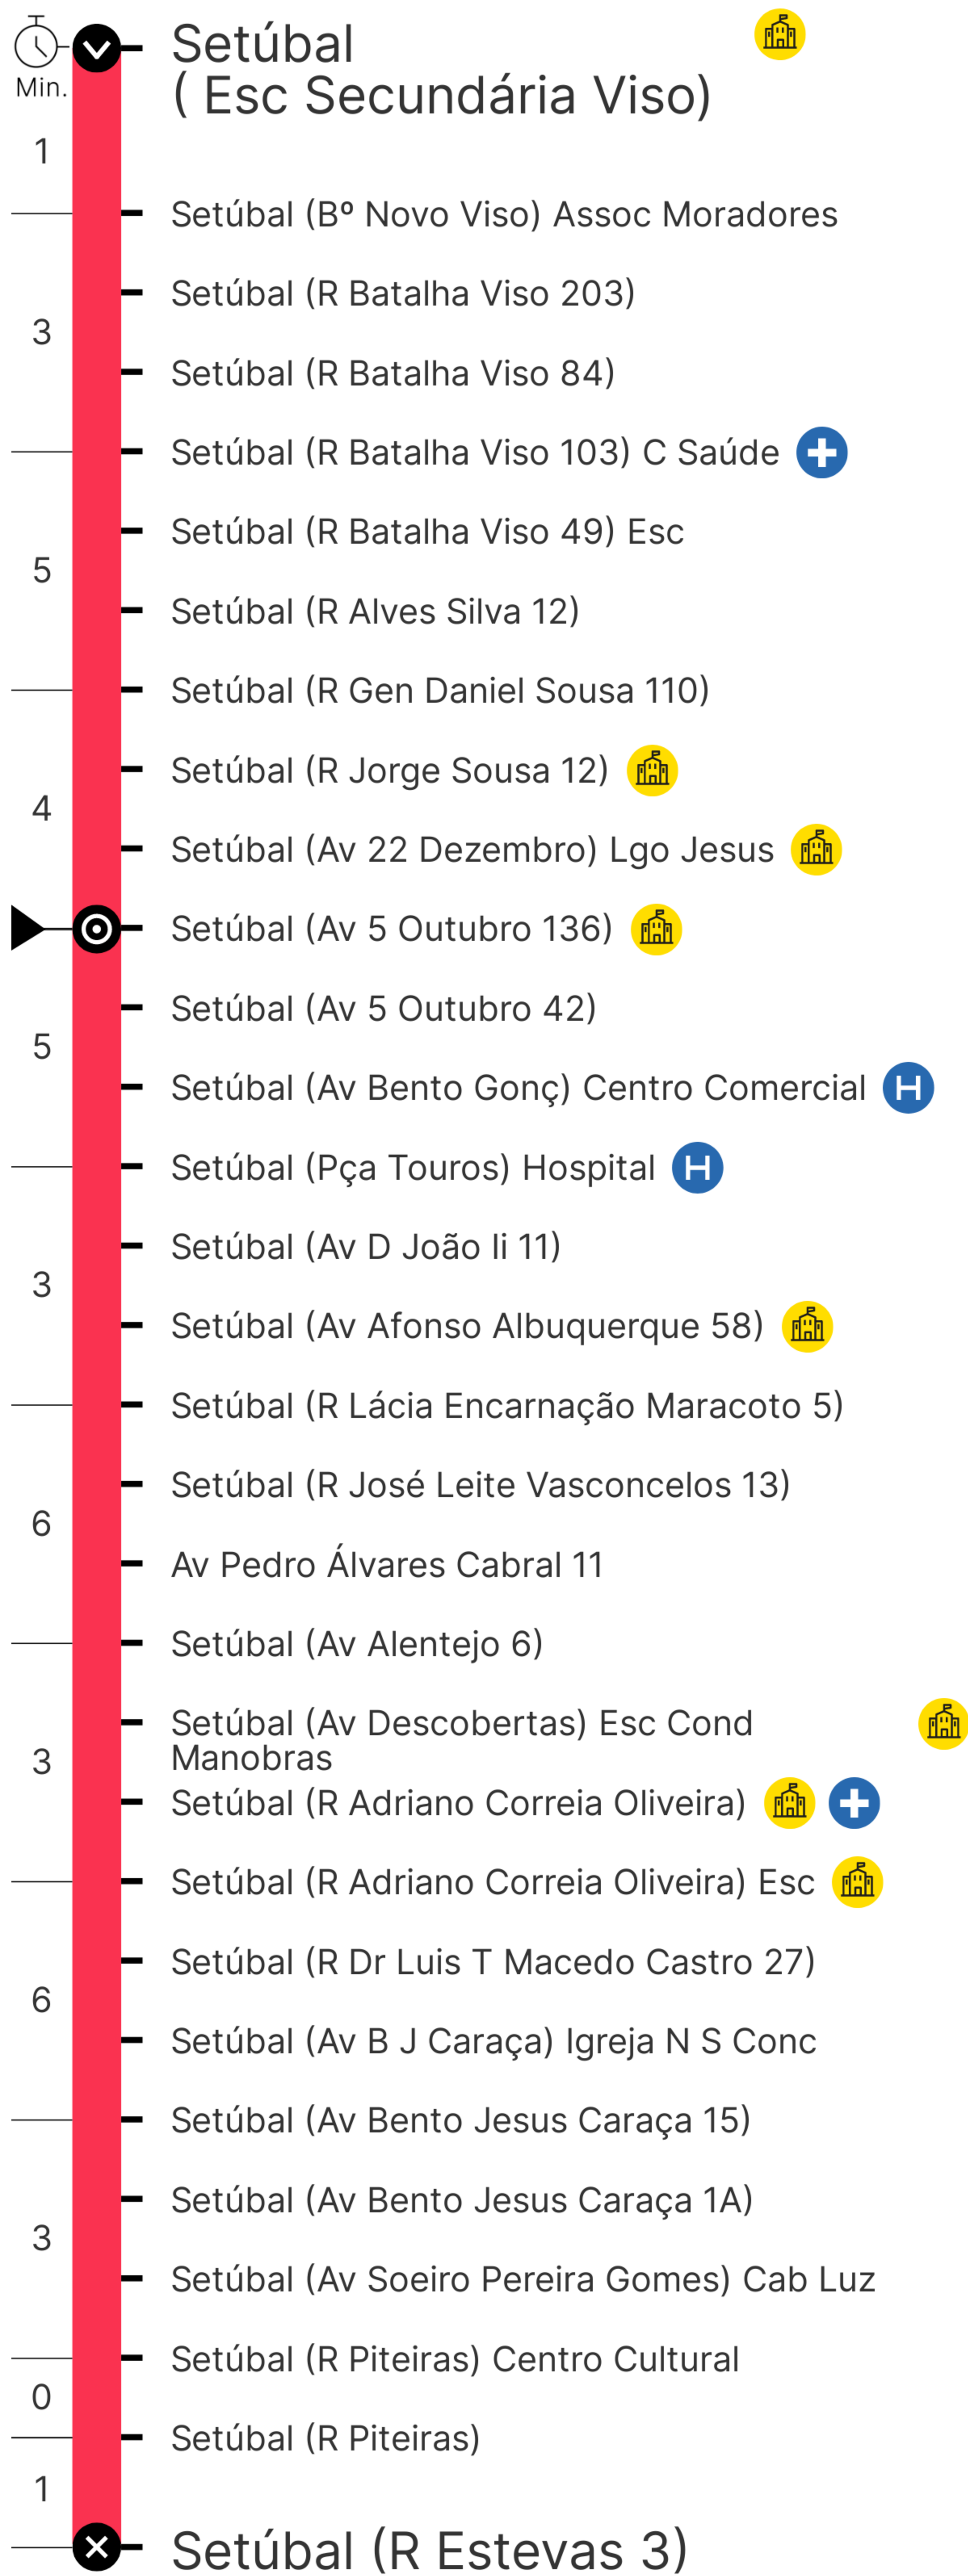 Setúbal
( Esc Secundária Viso)
Min.
1
Setúbal (Bº Novo Viso) Assoc Moradores
Setúbal (R Batalha Viso 203)
3
Setúbal (R Batalha Viso 84)
Setúbal (R Batalha Viso 103) C Saúde
Setúbal (R Batalha Viso 49) Esc
5
Setúbal (R Alves Silva 12)
Setúbal (R Gen Daniel Sousa 110)
Setúbal (R Jorge Sousa 12)
4
Setúbal (Av 22 Dezembro) Lgo Jesus
Setúbal (Av 5 Outubro 136)
Setúbal (Av 5 Outubro 42)
5
Setúbal (Av Bento Gonç) Centro Comercial H
Setúbal (Pça Touros) Hospital H
Setúbal (Av D João Ii 11)
3
Setúbal (Av Afonso Albuquerque 58)
Setúbal (R Lácia Encarnação Maracoto 5)
Setúbal (R José Leite Vasconcelos 13)
6
Av Pedro Álvares Cabral 11
Setúbal (Av Alentejo 6)
Setúbal (Av Descobertas) Esc Cond
Manobras
3
Setúbal (R Adriano Correia Oliveira)
Setúbal (R Adriano Correia Oliveira) Esc
Setúbal (R Dr Luis T Macedo Castro 27)
6
Setúbal (Av B J Caraça) Igreja N S Conc
Setúbal (Av Bento Jesus Caraça 15)
Setúbal (Av Bento Jesus Caraça 1A)
3
Setúbal (Av Soeiro Pereira Gomes) Cab Luz
Setúbal (R Piteiras) Centro Cultural
0
Setúbal (R Piteiras)
1
Setúbal (R Estevas 3)